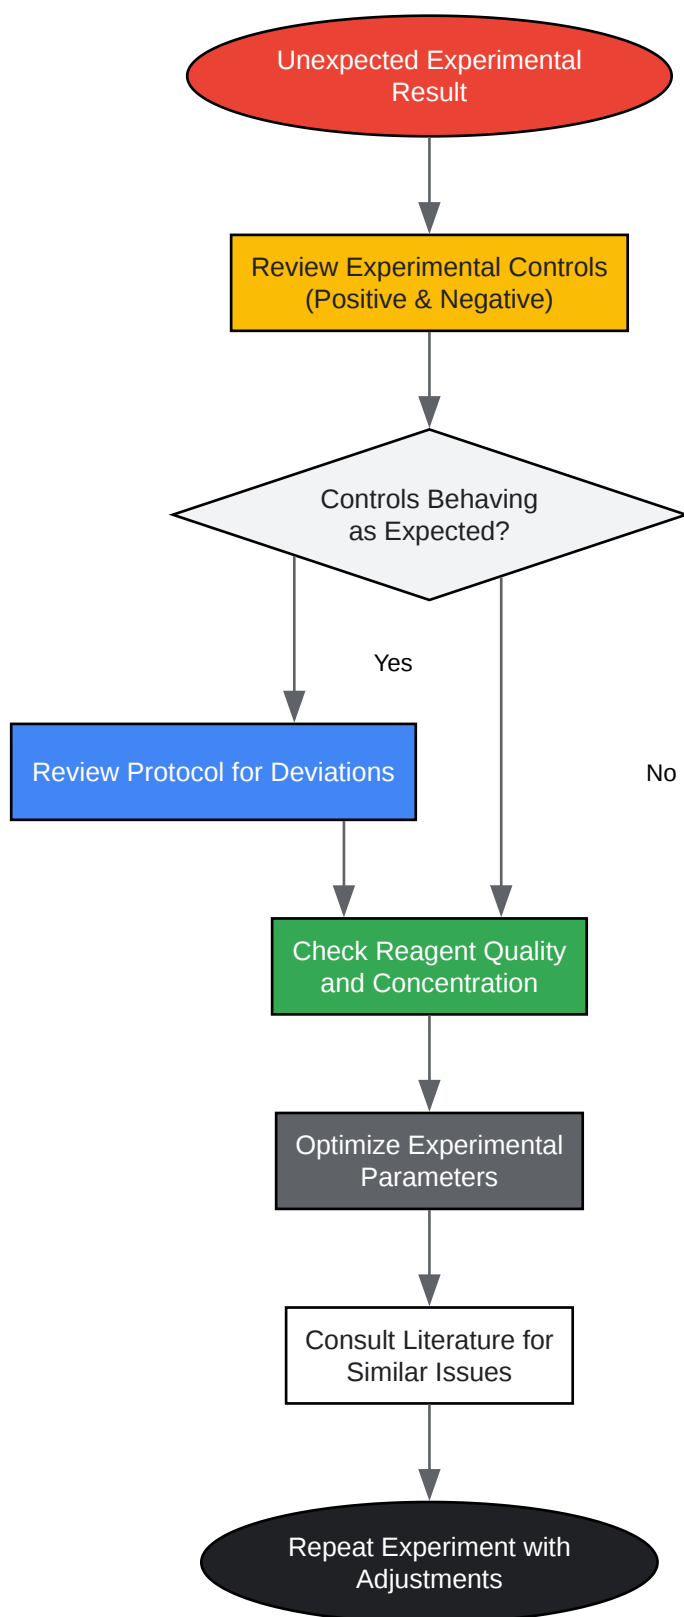 Unexpected Experimental
Result
Review Experimental Controls
(Positive & Negative)
Controls Behaving
as Expected?
Yes
Review Protocol for Deviations
No
Check Reagent Quality
and Concentration
Optimize Experimental
Parameters
Consult Literature for
Similar Issues
Repeat Experiment with
Adjustments